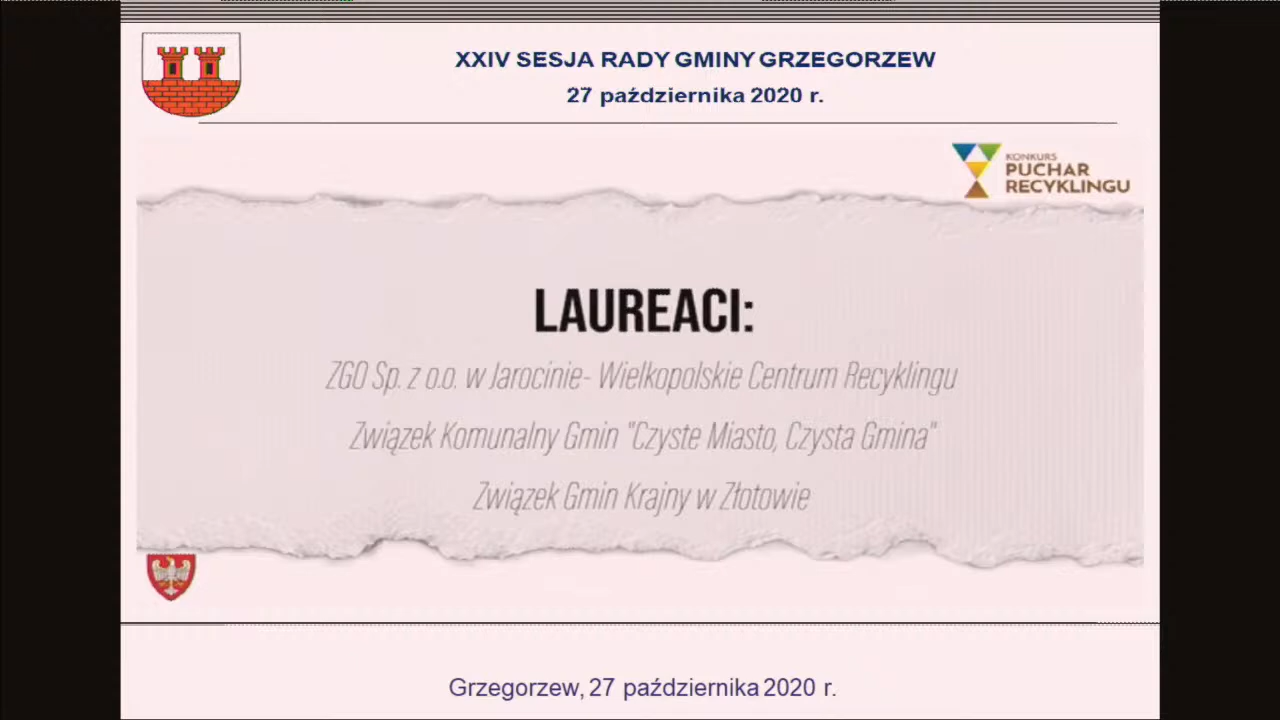 XXIV SESJA RADY GMINY GRZEGORZEW
27 października 2020 r.
KONKURS
PUCHAR
RECYKLINGU
LAUREACI:
ZGO Sp. z o.o. w Jarocinie- Wielkopolskie Centrum Recyklingu
Związek Komunalny Gmin "Czyste Miasto, Czysta Gmina"
Związek Gmin Krajny w Złotowie
Grzegorzew, 27 października 2020 r.